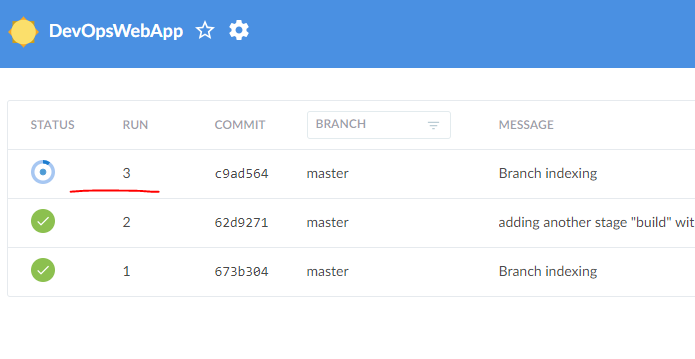 DevOpsWebApp
STATUS RUN COMMIT BRANCH MESSAGE
3 c9ad564 master Branch indexing
2 62d9271 master adding another stage "build" wit
1 673b304 master Branch indexing